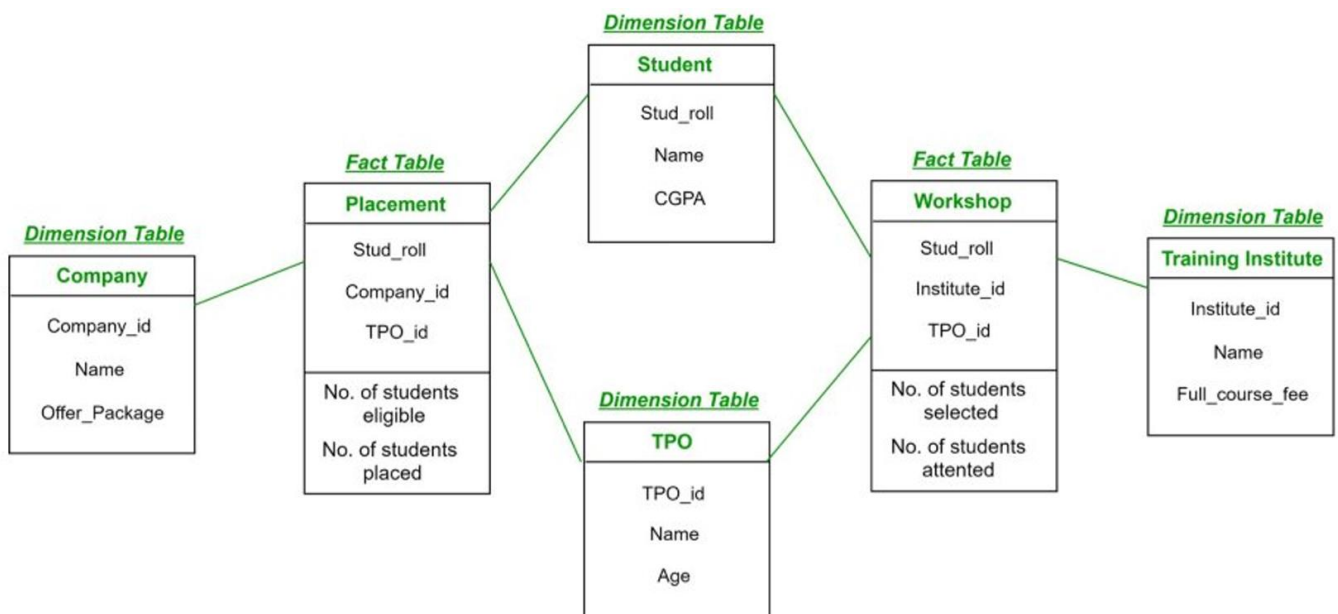 Dimension Table
Student
Stud_roll
Name
CGPA
Fact Table
Placement
Stud_roll
Company_id
TPO_id
No. of students
eligible
No. of students
placed
Fact Table
Workshop
Stud_roll
Institute_id
TPO_id
No. of students
selected
No. of students
attented
Dimension Table
Company
Company_id
Name
Offer_Package
Dimension Table
Training Institute
Institute_id
Name
Full_course_fee
Dimension Table
TPO
TPO_id
Name
Age